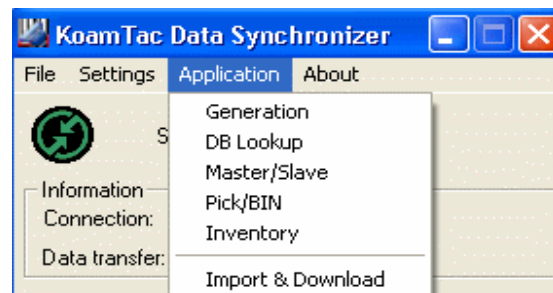 KoamTac Data Synchronizer
File Settings Application About
Generation
S
DB Lookup
Master/Slave
Information
Pick/BIN
Connection:
Inventory
Data transfer:
Import & Download